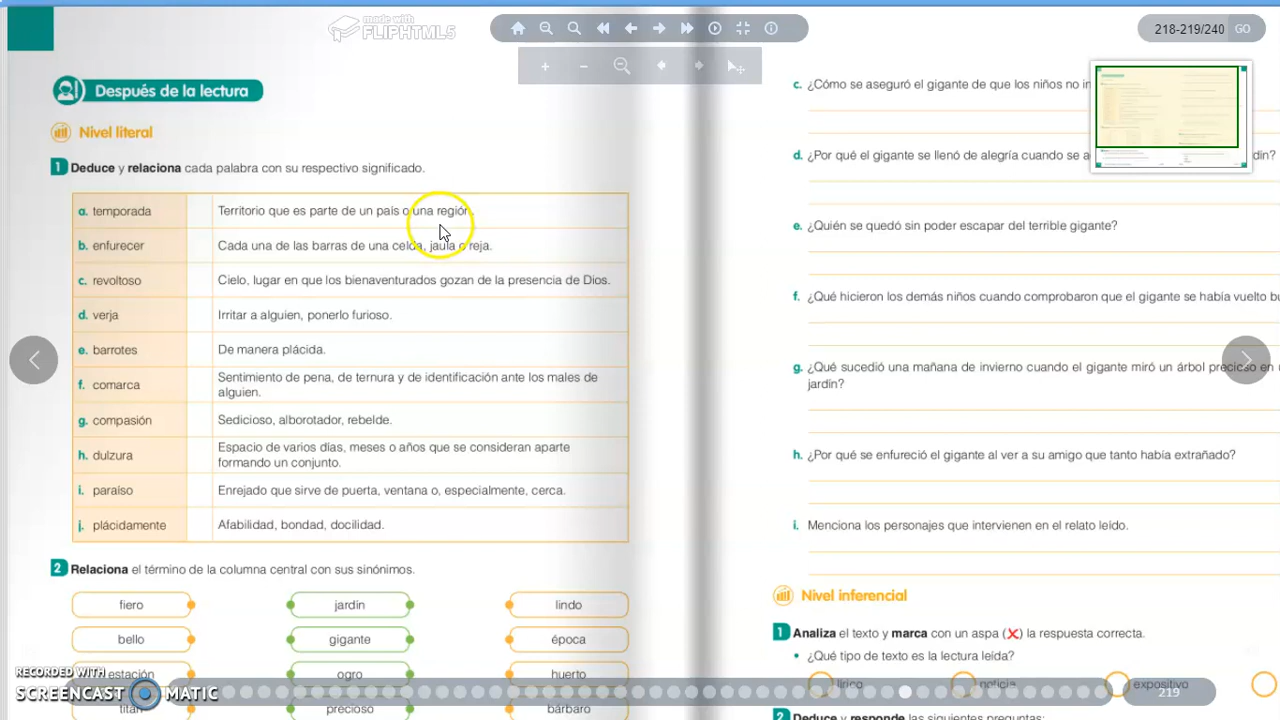 made with
FLIPHTML5
218-219/240 GO
Después de la lectura
Nivel literal
1 Deduce y relaciona cada palabra con su respectivo significado.
a. temporada Territorio que es parte de un país o una región.
b. enfurecer Cada una de las barras de una celda, jaula o reja.
c. revoltoso Cielo, lugar en que los bienaventurados gozan de la presencia de Dios.
d. verja Irritar a alguien, ponerlo furioso.
e. barrotes De manera plácida.
f. comarca Sentimiento de pena, de ternura y de identificación ante los males de
alguien.
g. compasión Sedicioso, alborotador, rebelde.
h. dulzura Espacio de varios días, meses o años que se consideran aparte
formando un conjunto.
i. paraíso Enrejado que sirve de puerta, ventana o, especialmente, cerca.
j. plácidamente Afabilidad, bondad, docilidad.
2 Relaciona el término de la columna central con sus sinónimos.
fiero jardín lindo
bello gigante época
estación ogro huerto
titán precioso bárbaro
RECORDED WITH
SCREENCAST MATIC
c. ¿Cómo se aseguró el gigante de que los niños no
d. ¿Por qué el gigante se llenó de alegría cuando se
e. ¿Quién se quedó sin poder escapar del terrible gigante?
f. ¿Qué hicieron los demás niños cuando comprobaron que el gigante se había vuelto
g. ¿Qué sucedió una mañana de invierno cuando el gigante miró un árbol precioso en
jardín?
h. ¿Por qué se enfureció el gigante al ver a su amigo que tanto había extrañado?
i. Menciona los personajes que intervienen en el relato leído.
Nivel inferencial
1 Analiza el texto y marca con un aspa (X) la respuesta correcta.
• ¿Qué tipo de texto es la lectura leída?
lírico noticia expositivo
219
2 Deduce y responde las siguientes preguntas: